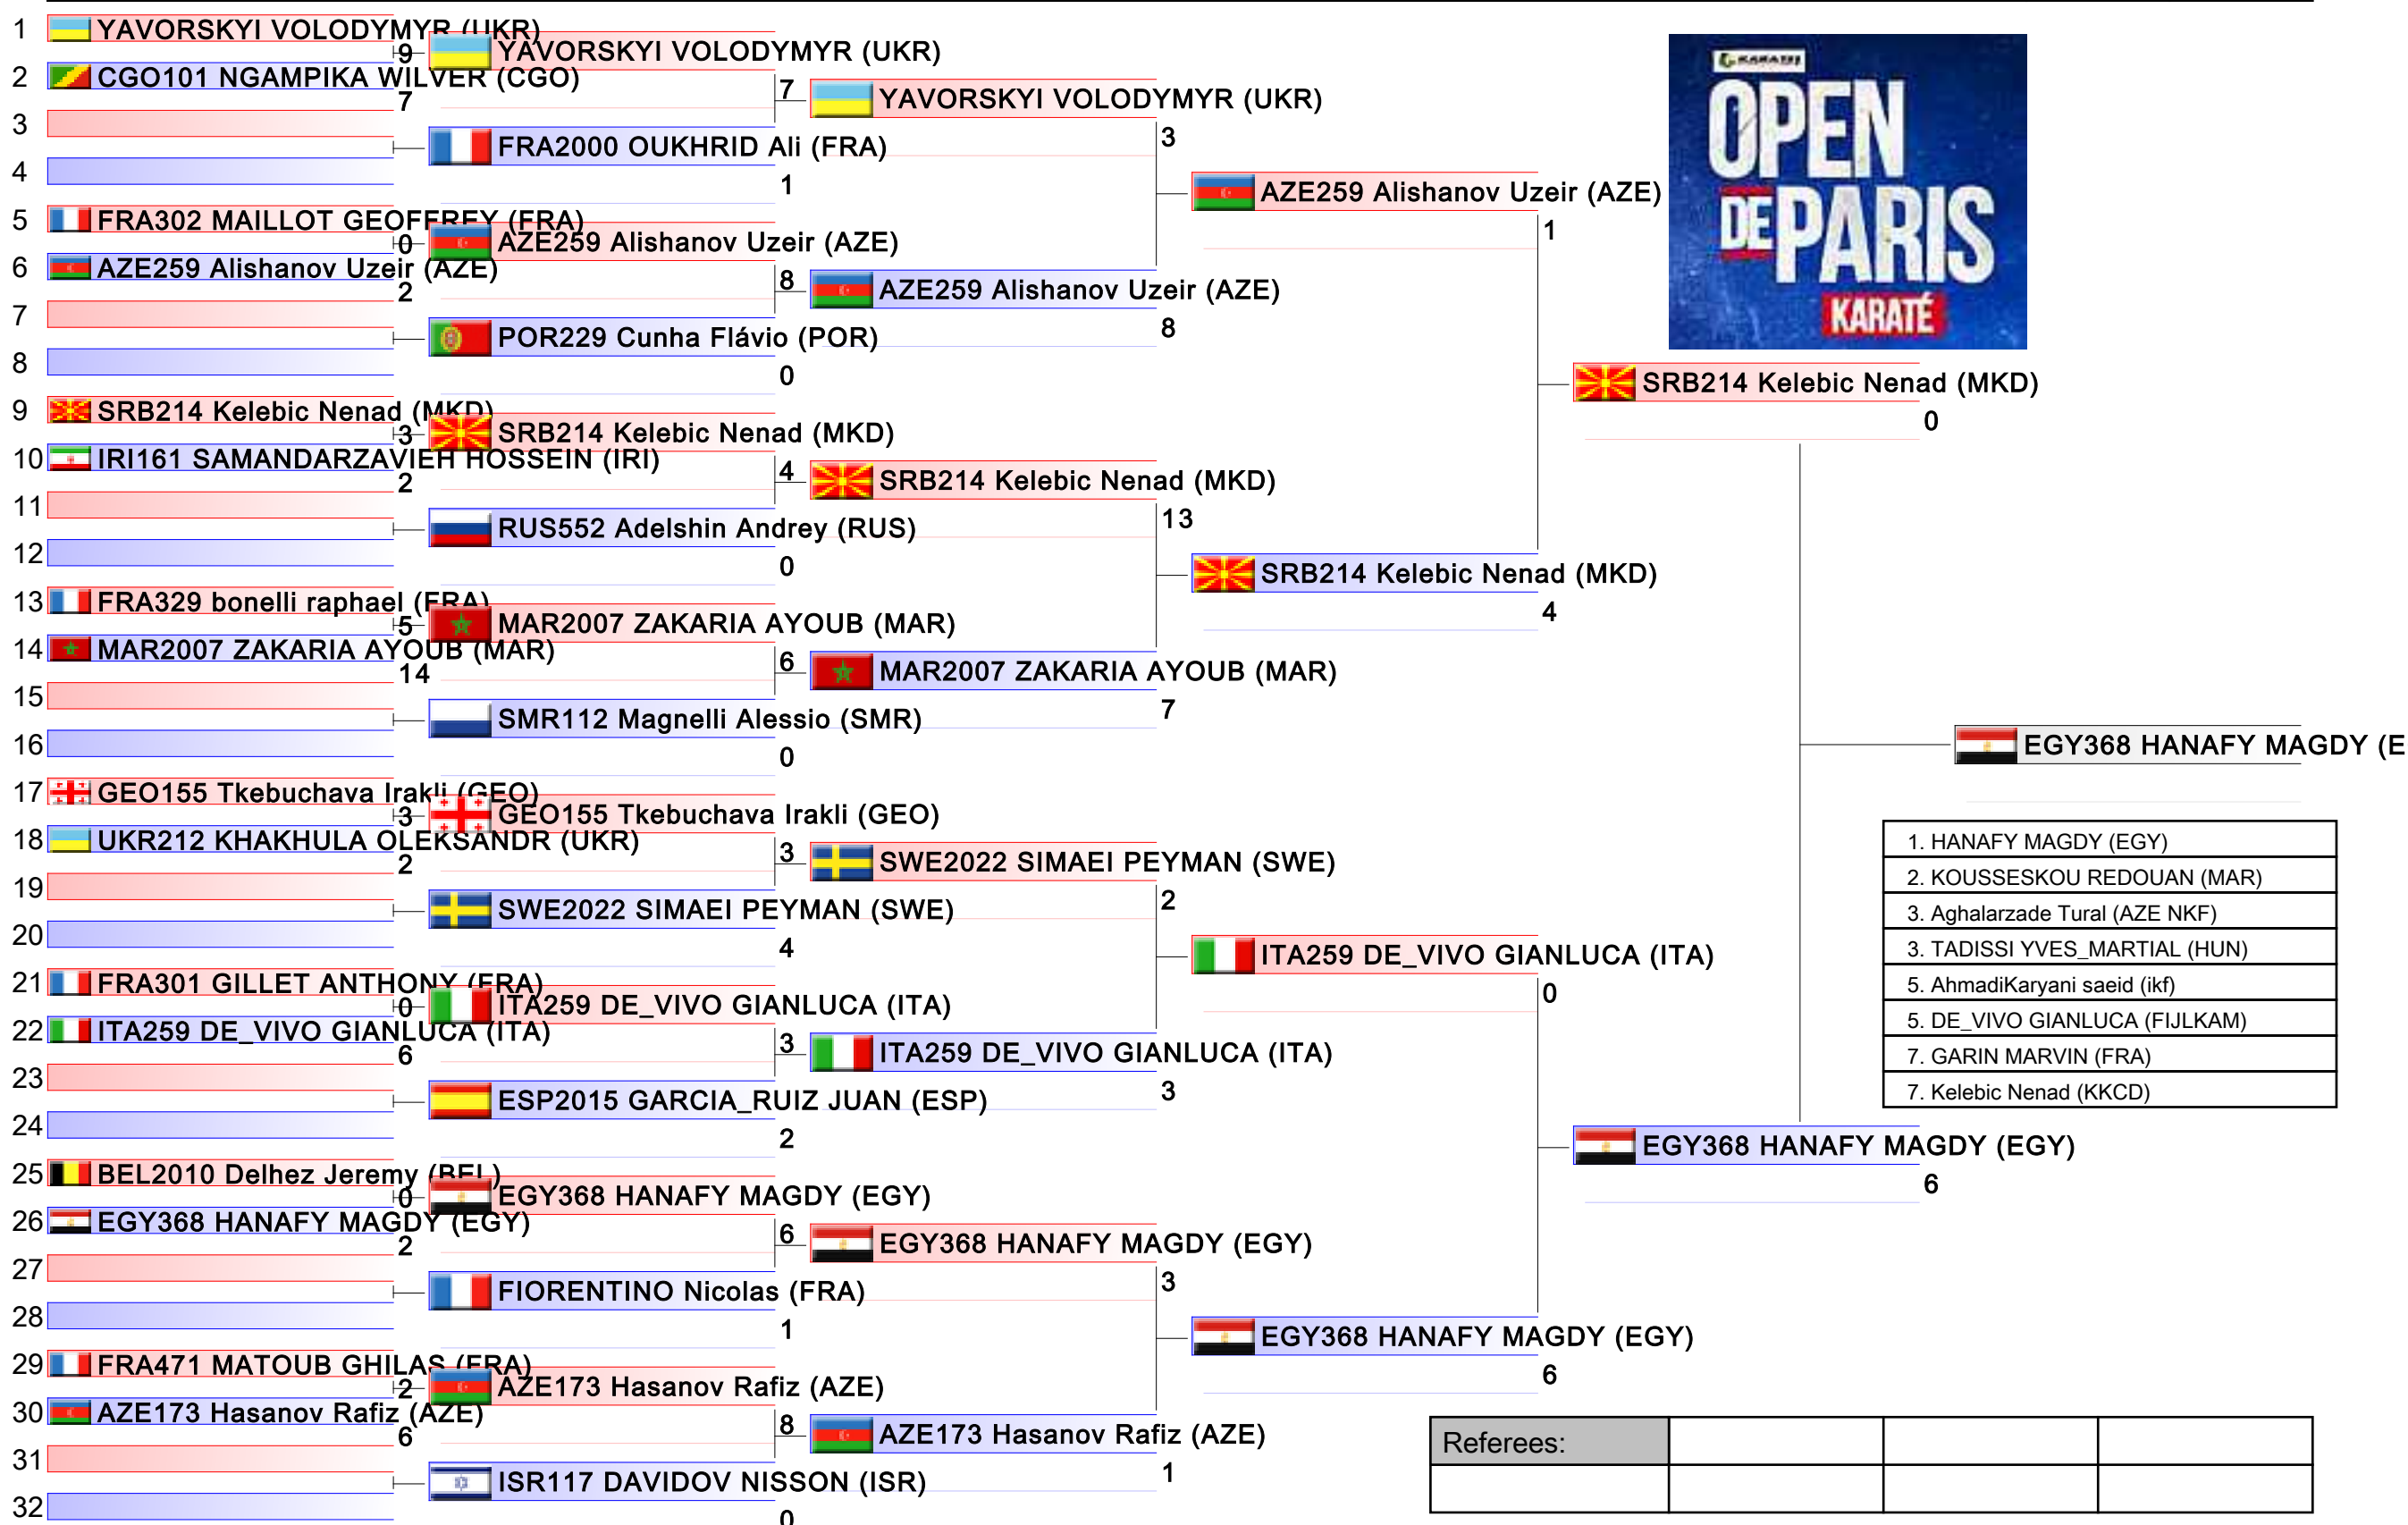 1 YAVORSKYI VOLODYMYR (UKR)
9
2 CGO101 NGAMPIKA WILVER (CGO)
7
3
4
5 FRA302 MAILLOT GEOFFREY (FRA)
0
6 AZE259 Alishanov Uzeir (AZE)
2
7
8
9 SRB214 Kelebic Nenad (MKD)
3
10 IRI161 SAMANDARZAVIEH HOSSEIN (IRI)
2
11
12
13 FRA329 bonelli raphael (FRA)
5
14 MAR2007 ZAKARIA AYOUB (MAR)
14
15
16
17 GEO155 Tkebuchava Irakli (GEO)
3
18 UKR212 KHAKHULA OLEKSANDR (UKR)
2
19
20
21 FRA301 GILLET ANTHONY (FRA)
0
22 ITA259 DE_VIVO GIANLUCA (ITA)
6
23
24
25 BEL2010 Delhez Jeremy (BEL)
0
26 EGY368 HANAFY MAGDY (EGY)
2
27
28
29 FRA471 MATOUB GHILAS (FRA)
2
30 AZE173 Hasanov Rafiz (AZE)
6
31
32
YAVORSKYI VOLODYMYR (UKR)
7
FRA2000 OUKHRID Ali (FRA)
1
AZE259 Alishanov Uzeir (AZE)
8
POR229 Cunha Flávio (POR)
0
SRB214 Kelebic Nenad (MKD)
4
RUS552 Adelshin Andrey (RUS)
0
MAR2007 ZAKARIA AYOUB (MAR)
6
SMR112 Magnelli Alessio (SMR)
0
GEO155 Tkebuchava Irakli (GEO)
3
SWE2022 SIMAEI PEYMAN (SWE)
4
ITA259 DE_VIVO GIANLUCA (ITA)
3
ESP2015 GARCIA_RUIZ JUAN (ESP)
2
EGY368 HANAFY MAGDY (EGY)
6
FIORENTINO Nicolas (FRA)
1
AZE173 Hasanov Rafiz (AZE)
8
ISR117 DAVIDOV NISSON (ISR)
0
YAVORSKYI VOLODYMYR (UKR)
3
AZE259 Alishanov Uzeir (AZE)
8
SRB214 Kelebic Nenad (MKD)
13
MAR2007 ZAKARIA AYOUB (MAR)
7
SWE2022 SIMAEI PEYMAN (SWE)
2
ITA259 DE_VIVO GIANLUCA (ITA)
3
EGY368 HANAFY MAGDY (EGY)
3
AZE173 Hasanov Rafiz (AZE)
1
AZE259 Alishanov Uzeir (AZE)
1
SRB214 Kelebic Nenad (MKD)
4
ITA259 DE_VIVO GIANLUCA (ITA)
0
EGY368 HANAFY MAGDY (EGY)
6
KARATE
OPEN
DE PARIS
KARATÉ
SRB214 Kelebic Nenad (MKD)
0
EGY368 HANAFY MAGDY (EGY)
6
EGY368 HANAFY MAGDY (E
1. HANAFY MAGDY (EGY)
2. KOUSSESKOU REDOUAN (MAR)
3. Aghalarzade Tural (AZE NKF)
3. TADISSI YVES_MARTIAL (HUN)
5. AhmadiKaryani saeid (ikf)
5. DE_VIVO GIANLUCA (FIJLKAM)
7. GARIN MARVIN (FRA)
7. Kelebic Nenad (KKCD)
Referees: